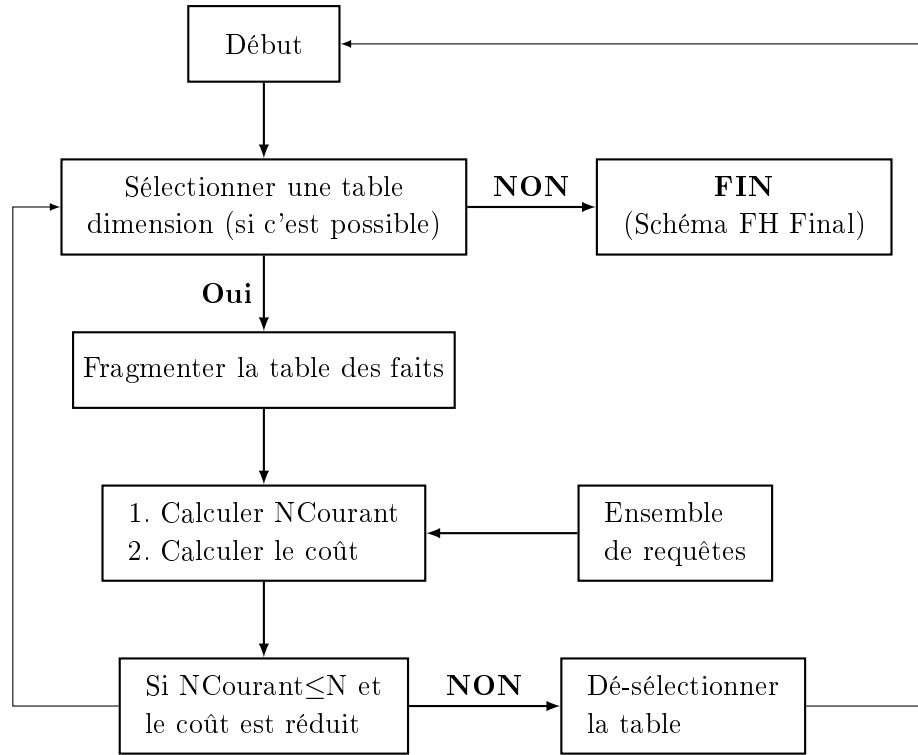 Début
Sélectionner une table
dimension (si c'est possible)
NON
FIN
(Schéma FH Final)
Oui
Fragmenter la table des faits
1. Calculer NCourant
2. Calculer le coût
Ensemble
de requêtes
Si NCourant≤N et
le coût est réduit
NON
Dé-sélectionner
la table